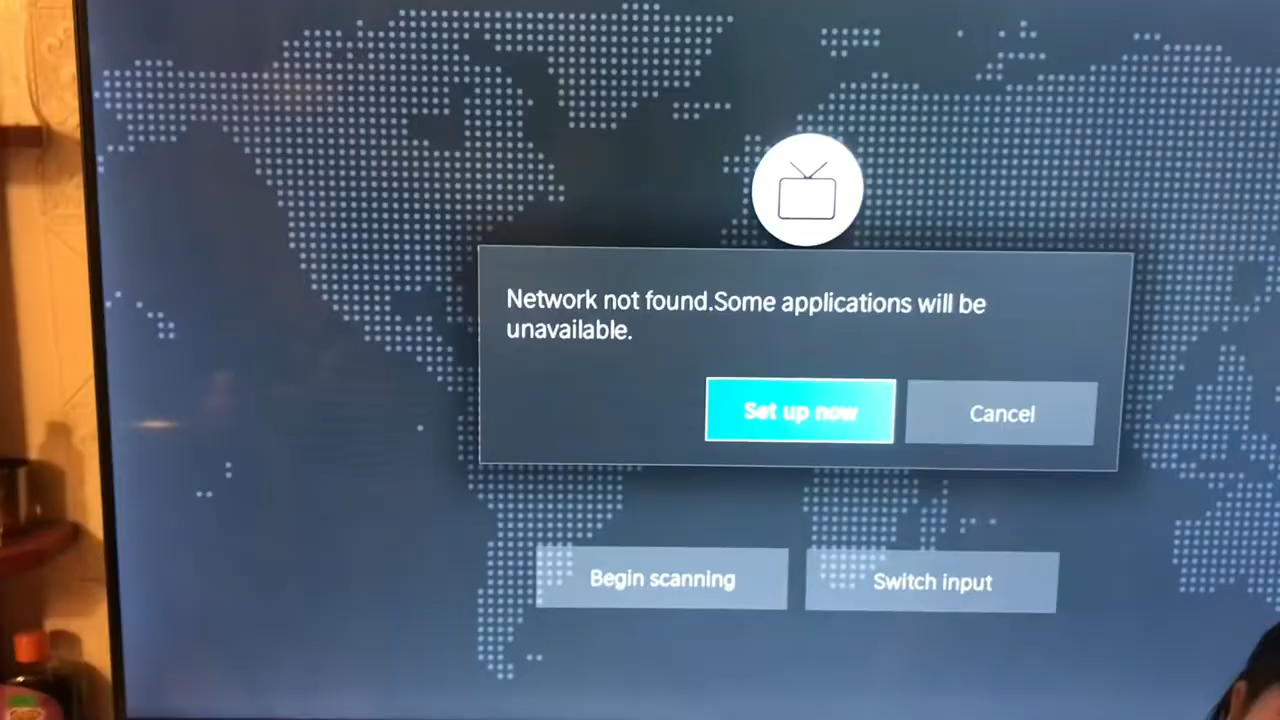 Network not found.Some applications will be
unavailable.
Set up now
Cancel
Begin scanning
Switch input